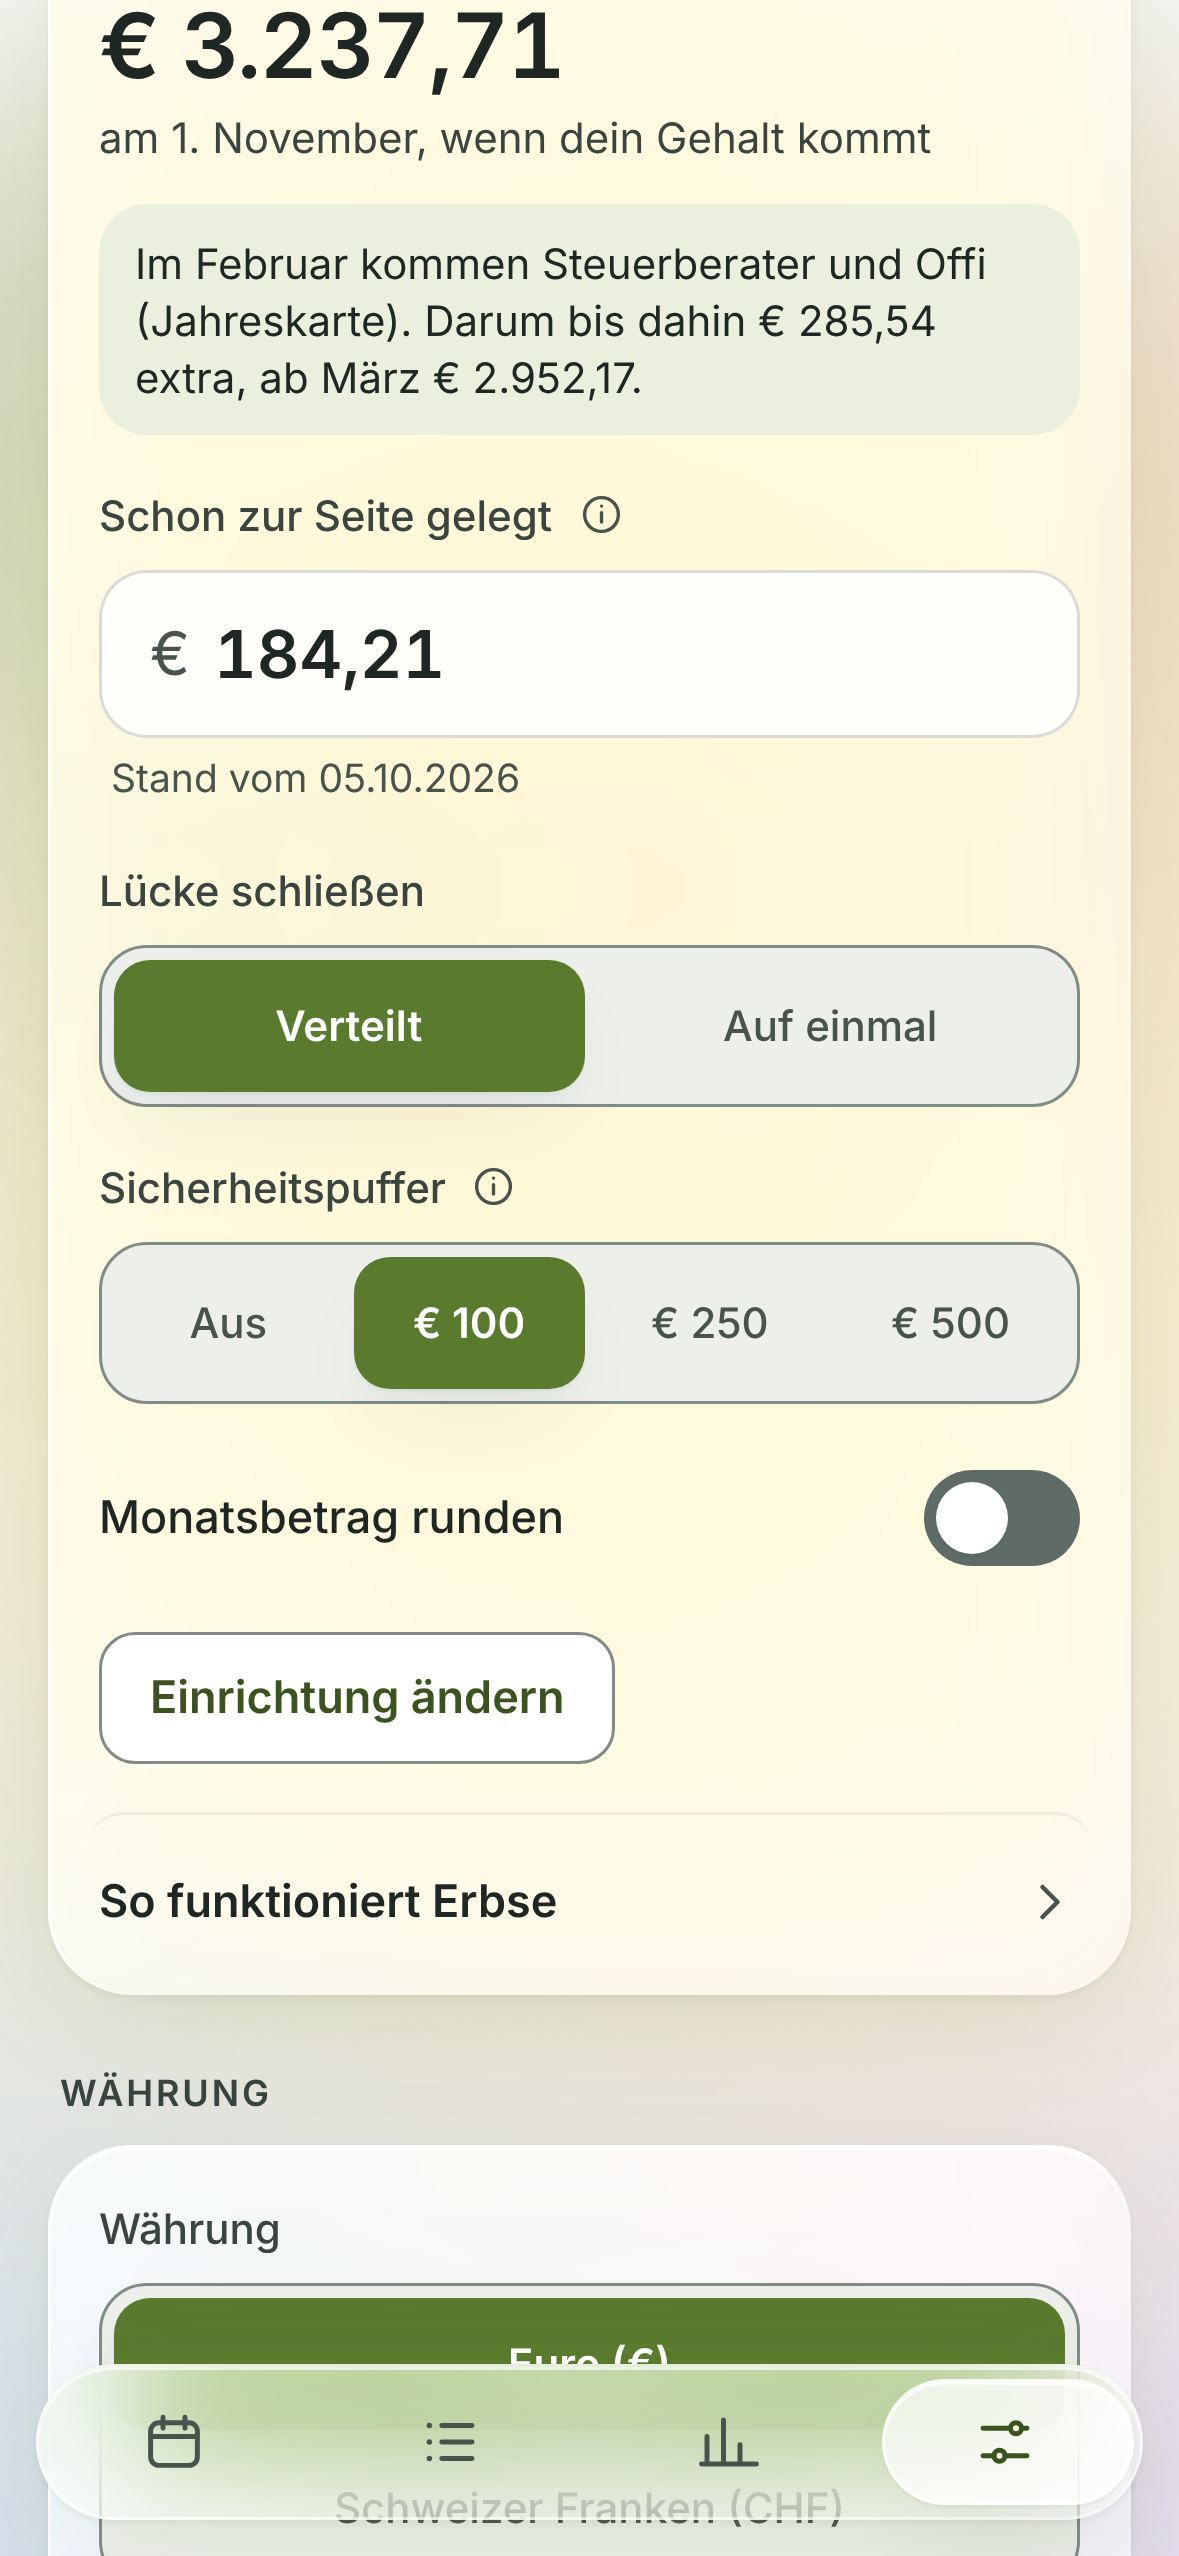 € 3.237,71
am 1. November, wenn dein Gehalt kommt
Im Februar kommen Steuerberater und Offi
(Jahreskarte). Darum bis dahin € 285,54
extra, ab März € 2.952,17.
Schon zur Seite gelegt
€ 184,21
Stand vom 05.10.2026
Lücke schließen
Verteilt
Auf einmal
Sicherheitspuffer
Aus
€ 100
€ 250
€ 500
Monatsbetrag runden
Einrichtung ändern
So funktioniert Erbse
WÄHRUNG
Währung
Euro (€)
Schweizer Franken (CHF)